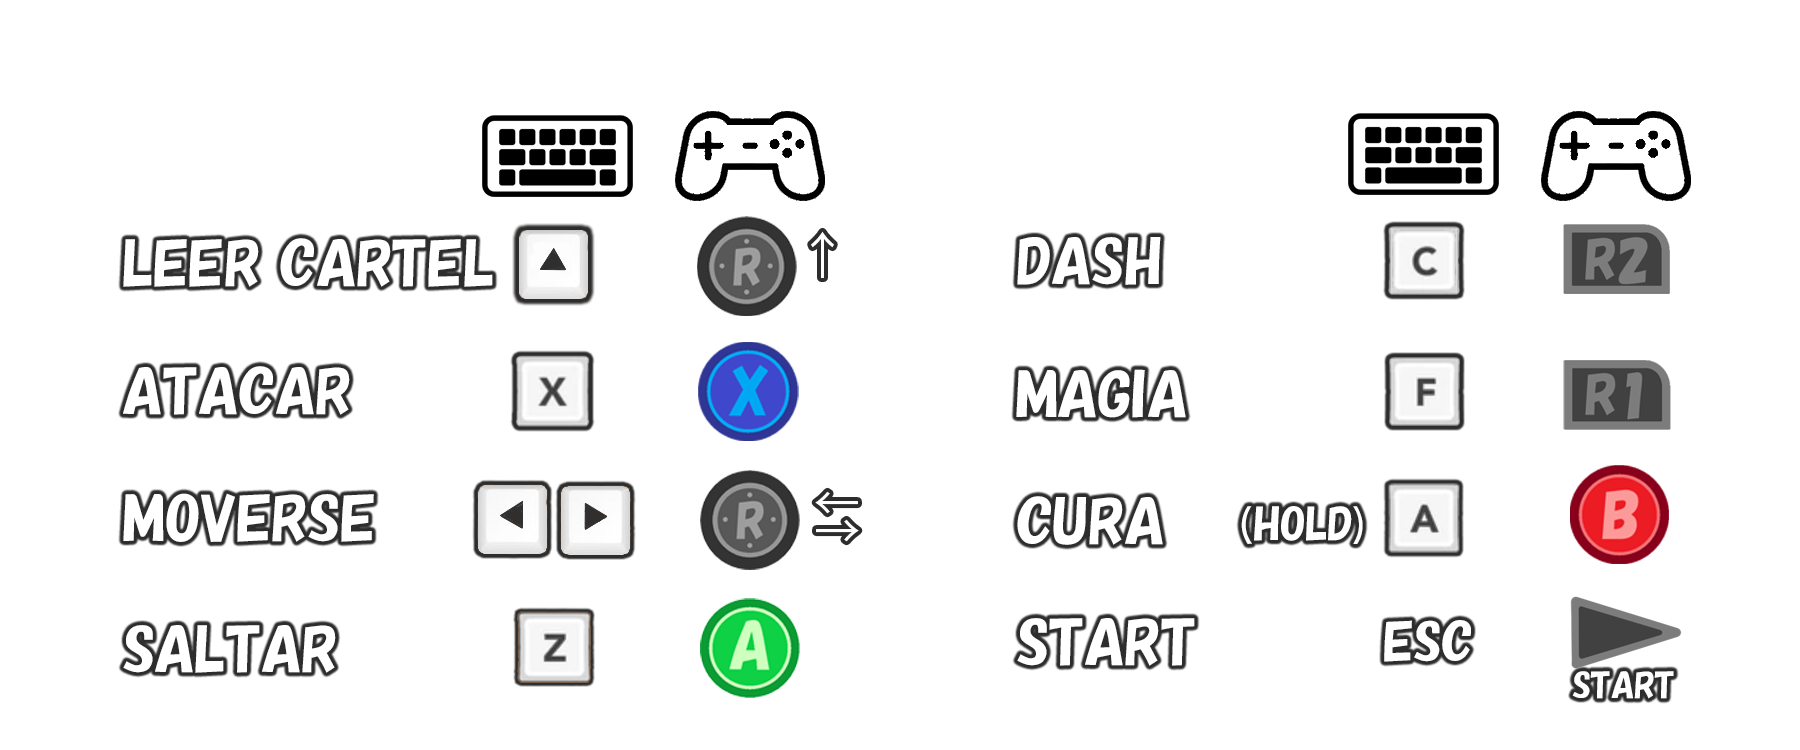 LEER CARTEL R
ATACAR X X
MOVERSE R
SALTAR Z A
DASH C R2
MAGIA F R1
CURA (HOLD) A B
START ESC
START